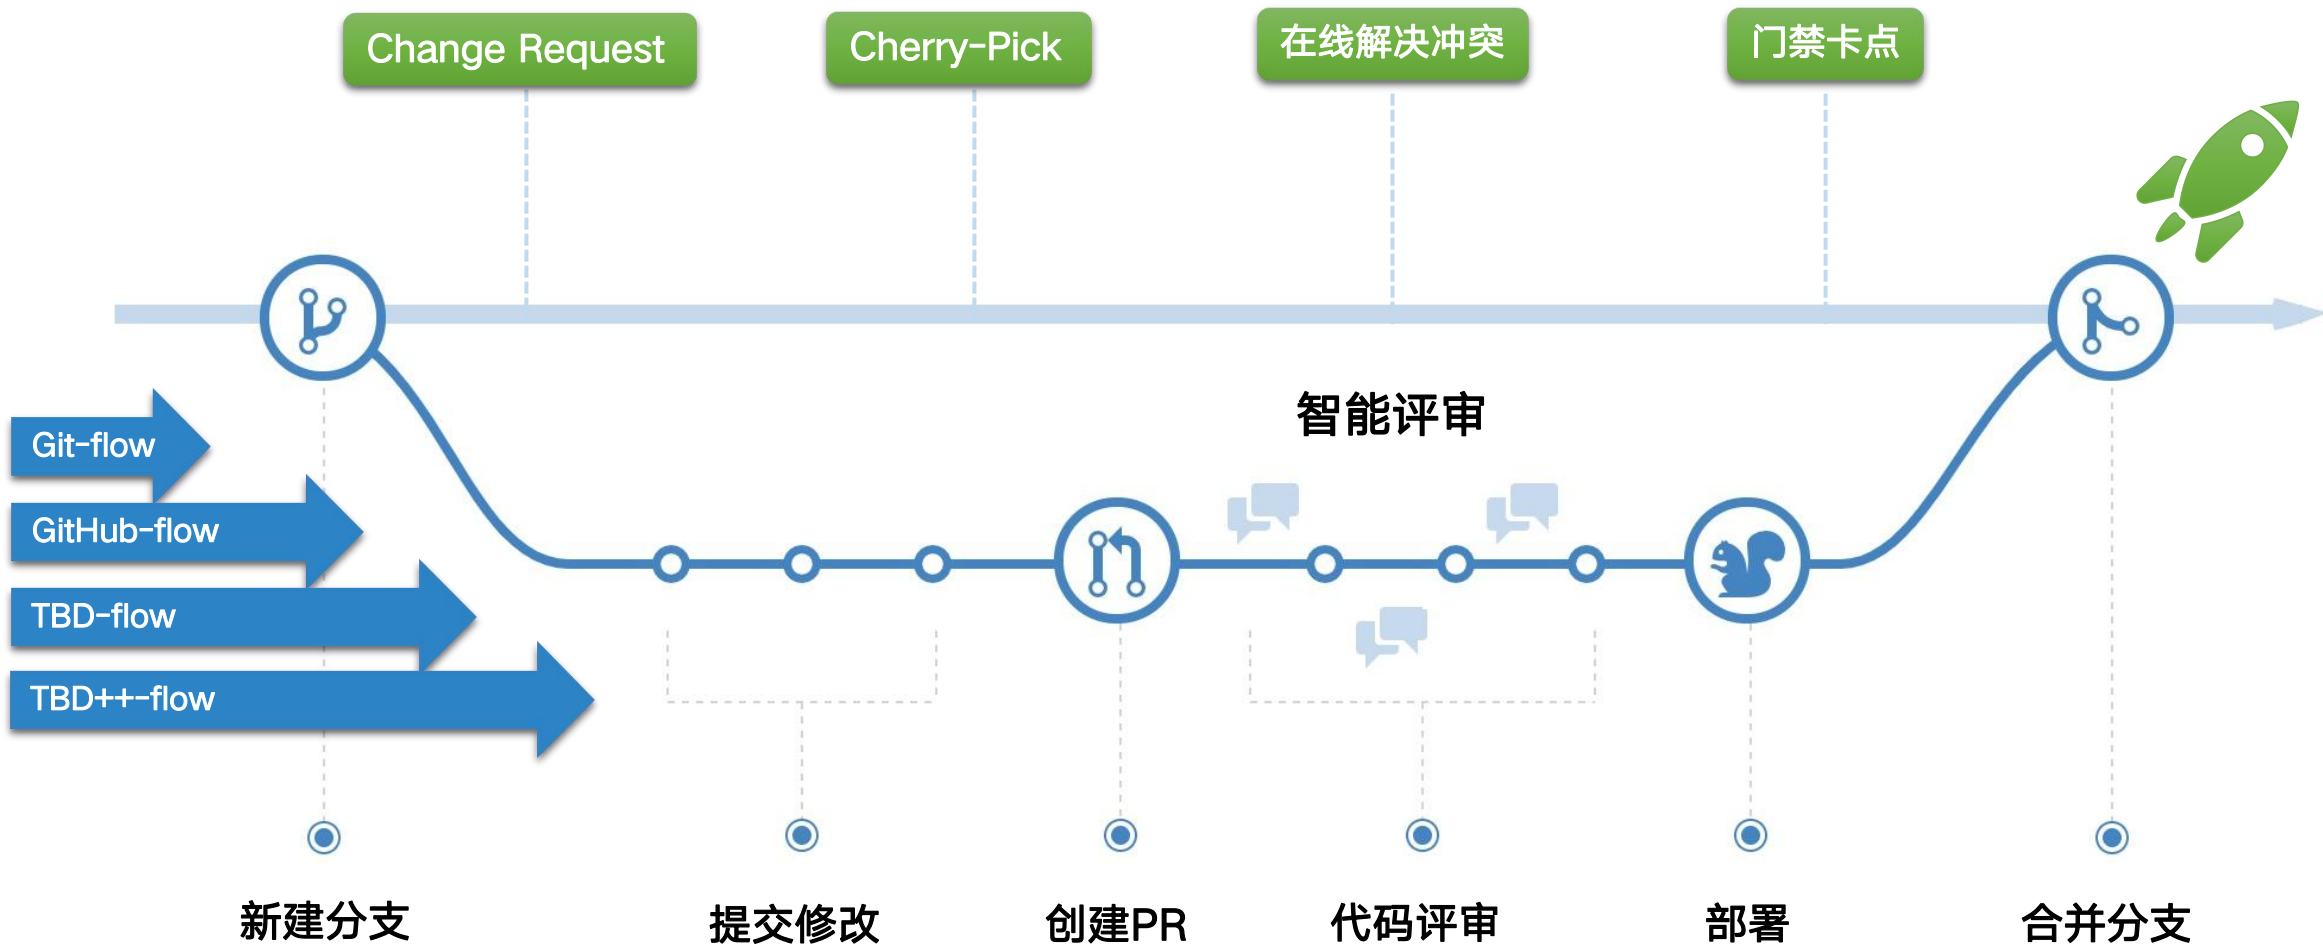 Change Request
Cherry-Pick
在线解决冲突
门禁卡点
智能评审
Git-flow
GitHub-flow
TBD-flow
TBD++-flow
新建分支
提交修改
创建PR
代码评审
部署
合并分支